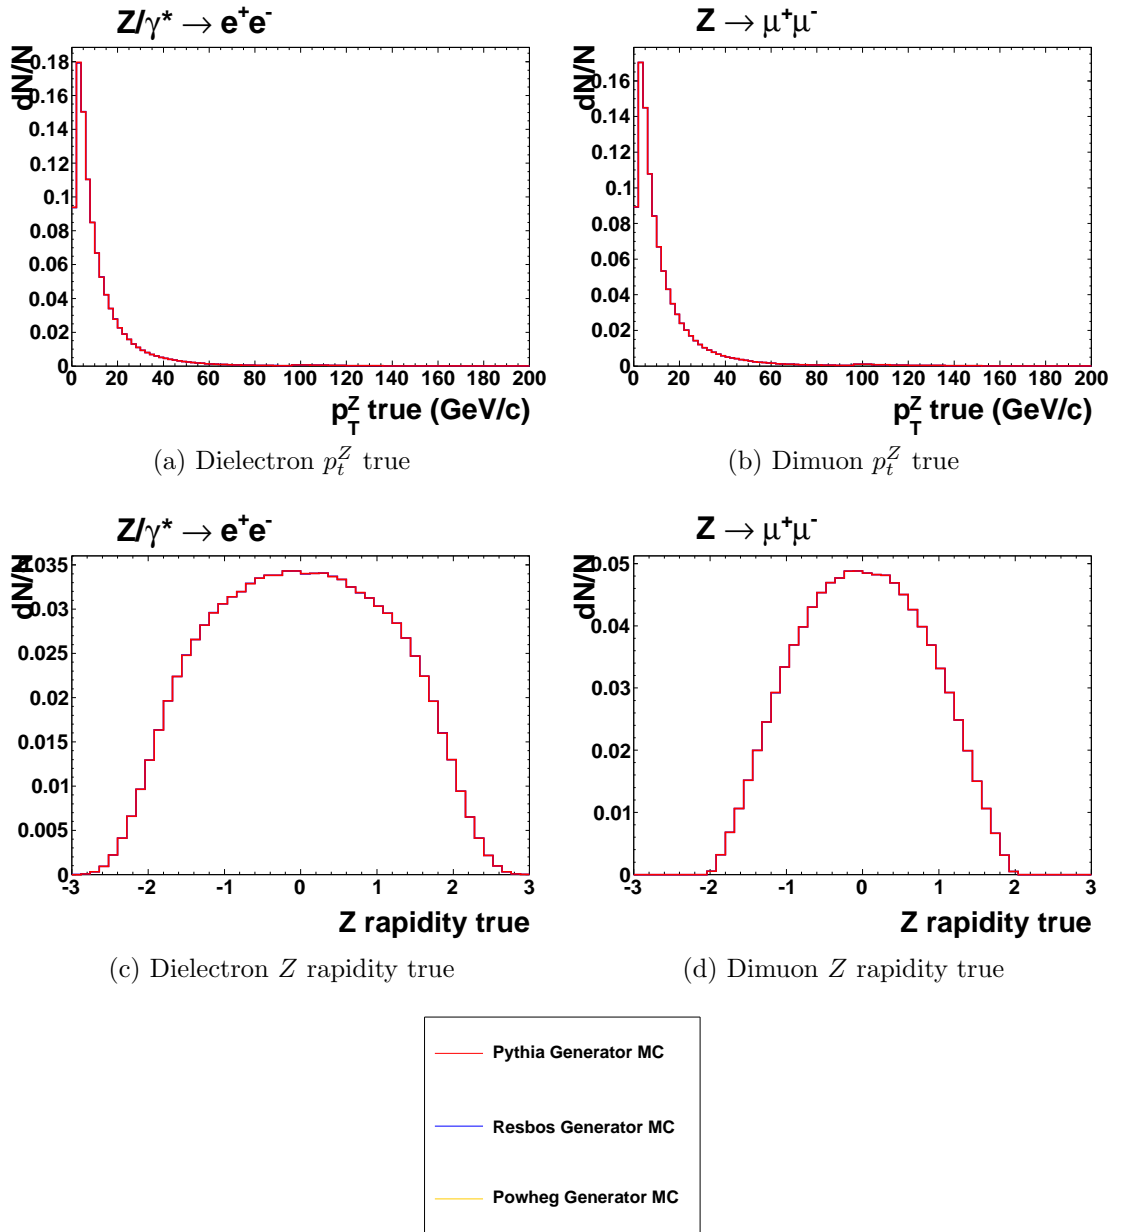 Z/γ* → e⁺e⁻
dN/N
0.18
0.16
0.14
0.12
0.1
0.08
0.06
0.04
0.02
0
0 20 40 60 80 100 120 140 160 180 200
p_T^Z true (GeV/c)
(a) Dielectron p_t^Z true
Z → μ⁺μ⁻
dN/N
0.16
0.14
0.12
0.1
0.08
0.06
0.04
0.02
0
0 20 40 60 80 100 120 140 160 180 200
p_T^Z true (GeV/c)
(b) Dimuon p_t^Z true
Z/γ* → e⁺e⁻
dN/N
0.035
0.03
0.025
0.02
0.015
0.01
0.005
0
-3 -2 -1 0 1 2 3
Z rapidity true
(c) Dielectron Z rapidity true
Z → μ⁺μ⁻
dN/N
0.05
0.04
0.03
0.02
0.01
0
-3 -2 -1 0 1 2 3
Z rapidity true
(d) Dimuon Z rapidity true
Pythia Generator MC
Resbos Generator MC
Powheg Generator MC